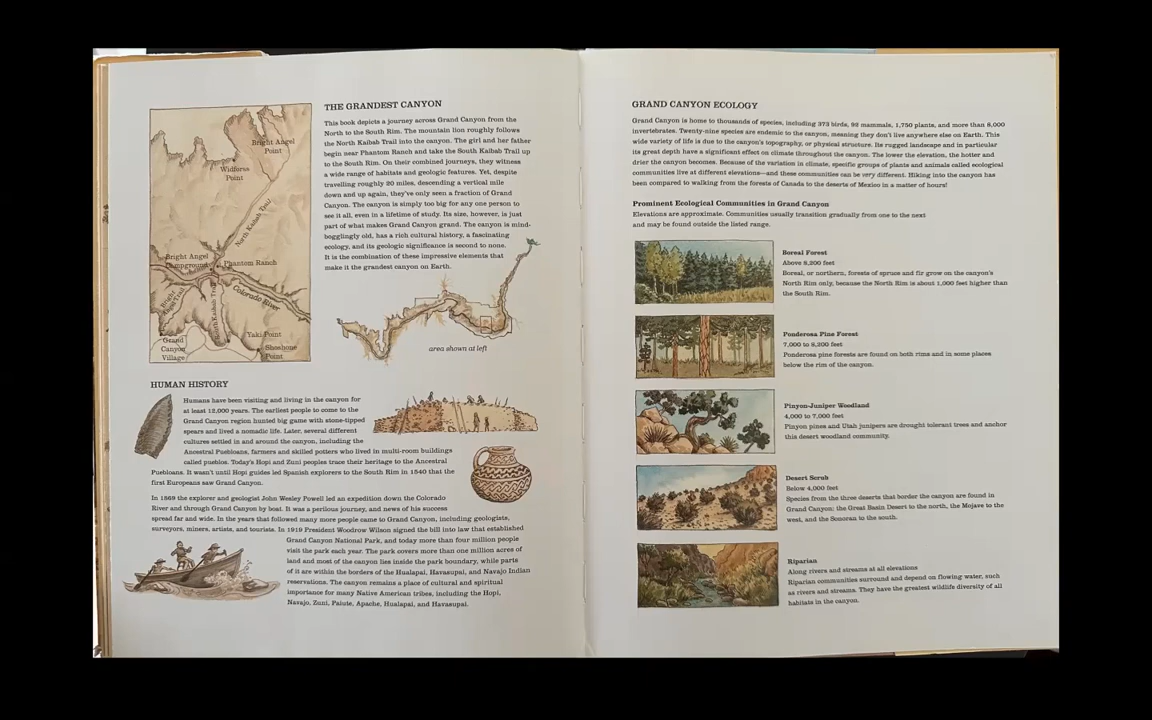 THE GRANDEST CANYON
This book depicts a journey across Grand Canyon from the
North to the South Rim. The mountain lion roughly follows
the North Kaibab Trail into the canyon. The girl and her father
begin near Phantom Ranch and take the South Kaibab Trail up
to the South Rim. On their combined journeys, they witness
a wide range of habitats and geologic features. Yet, despite
travelling roughly 20 miles, descending a vertical mile
down and up again, they've only seen a fraction of Grand
Canyon. The canyon is simply too big for any one person to
see it all, even in a lifetime of study. Its size, however, is just
part of what makes Grand Canyon grand. The canyon is mind-
bogglingly old, has a rich cultural history, a fascinating
ecology, and its geologic significance is second to none.
It is the combination of these impressive elements that
make it the grandest canyon on Earth.
Bright Angel
Point
Widforss
Point
North Kaibab Trail
Bright Angel
Campground
Phantom Ranch
Colorado River
Bright
Angel Trail
South Kaibab Trail
Yaki Point
Grand
Canyon
Village
Shoshone
Point
area shown at left
HUMAN HISTORY
Humans have been visiting and living in the canyon for
at least 12,000 years. The earliest people to come to the
Grand Canyon region hunted big game with stone-tipped
spears and lived a nomadic life. Later, several different
cultures settled in and around the canyon, including the
Ancestral Puebloans, farmers and skilled potters who lived in multi-room buildings
called pueblos. Today's Hopi and Zuni peoples trace their heritage to the Ancestral
Puebloans. It wasn't until Hopi guides led Spanish explorers to the South Rim in 1540 that the
first Europeans saw Grand Canyon.
In 1869 the explorer and geologist John Wesley Powell led an expedition down the Colorado
River and through Grand Canyon by boat. It was a perilous journey, and news of his success
spread far and wide. In the years that followed many more people came to Grand Canyon, including geologists,
surveyors, miners, artists, and tourists. In 1919 President Woodrow Wilson signed the bill into law that established
Grand Canyon National Park, and today more than four million people
visit the park each year. The park covers more than one million acres of
land and most of the canyon lies inside the park boundary, while parts
of it are within the borders of the Hualapai, Havasupai, and Navajo Indian
reservations. The canyon remains a place of cultural and spiritual
importance for many Native American tribes, including the Hopi,
Navajo, Zuni, Paiute, Apache, Hualapai, and Havasupai.
GRAND CANYON ECOLOGY
Grand Canyon is home to thousands of species, including 373 birds, 92 mammals, 1,750 plants, and more than 8,000
invertebrates. Twenty-nine species are endemic to the canyon, meaning they don't live anywhere else on Earth. This
wide variety of life is due to the canyon's topography, or physical structure. Its rugged landscape and in particular
its great depth have a significant effect on climate throughout the canyon. The lower the elevation, the hotter and
drier the canyon becomes. Because of the variation in climate, specific groups of plants and animals called ecological
communities live at different elevations—and these communities can be very different. Hiking into the canyon has
been compared to walking from the forests of Canada to the deserts of Mexico in a matter of hours!
Prominent Ecological Communities in Grand Canyon
Elevations are approximate. Communities usually transition gradually from one to the next
and may be found outside the listed range.
Boreal Forest
Above 8,200 feet
Boreal, or northern, forests of spruce and fir grow on the canyon's
North Rim only, because the North Rim is about 1,000 feet higher than
the South Rim.
Ponderosa Pine Forest
7,000 to 8,200 feet
Ponderosa pine forests are found on both rims and in some places
below the rim of the canyon.
Pinyon-Juniper Woodland
4,000 to 7,000 feet
Pinyon pines and Utah junipers are drought tolerant trees and anchor
this desert woodland community.
Desert Scrub
Below 4,000 feet
Species from the three deserts that border the canyon are found in
Grand Canyon: the Great Basin Desert to the north, the Mojave to the
west, and the Sonoran to the south.
Riparian
Along rivers and streams at all elevations
Riparian communities surround and depend on flowing water, such
as rivers and streams. They have the greatest wildlife diversity of all
habitats in the canyon.